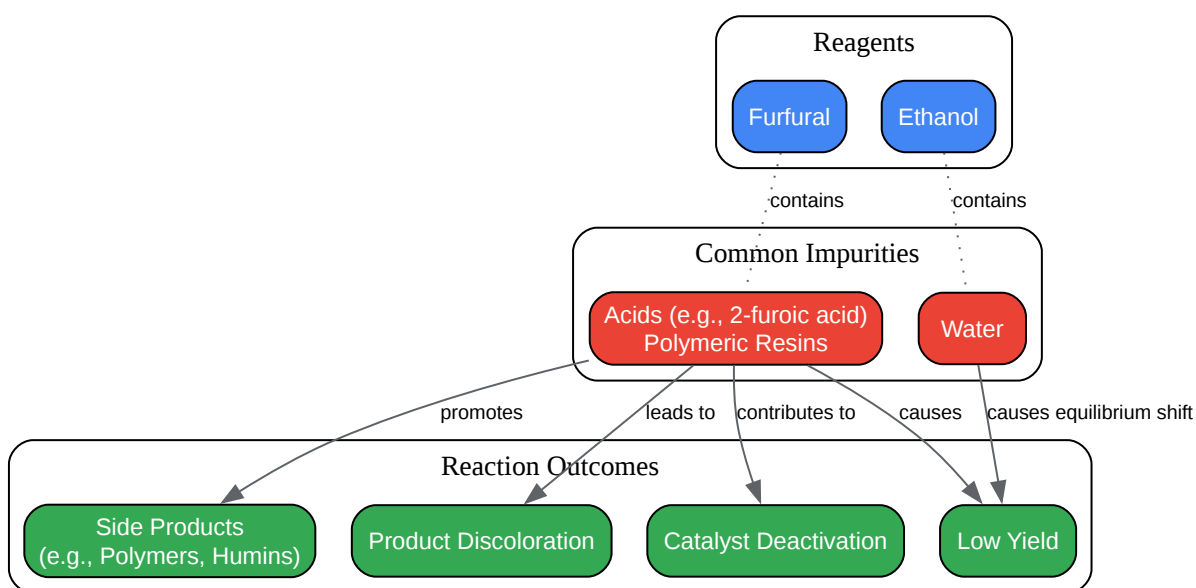 Reagents
Furfural
Ethanol
contains
contains
Common Impurities
Acids (e.g., 2-furoic acid)
Polymeric Resins
Water
promotes
leads to
contributes to
causes
causes equilibrium shift
Reaction Outcomes
Side Products
(e.g., Polymers, Humins)
Product Discoloration
Catalyst Deactivation
Low Yield